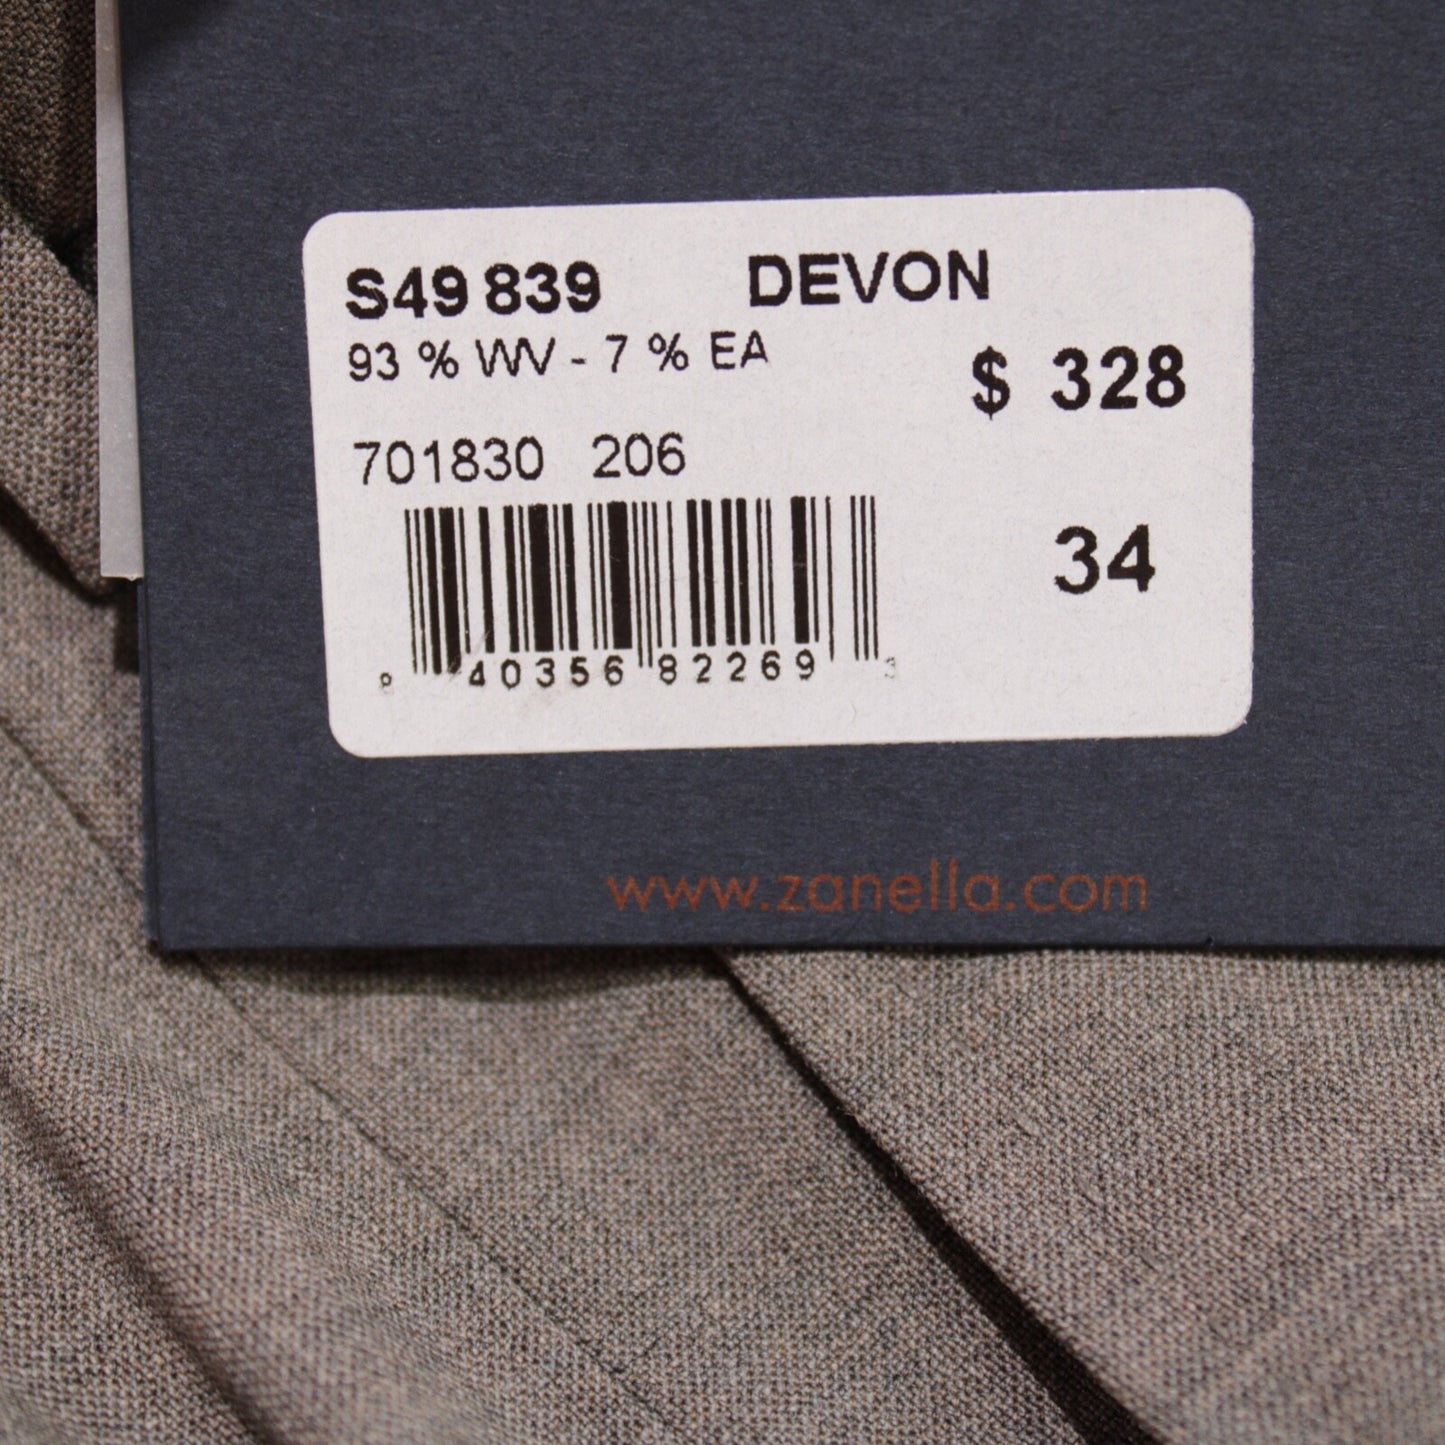 S49 839 DEVON
93 % WV - 7 % EA
$ 328
701830 206
34
8 40356 82269 3
www.zanella.com